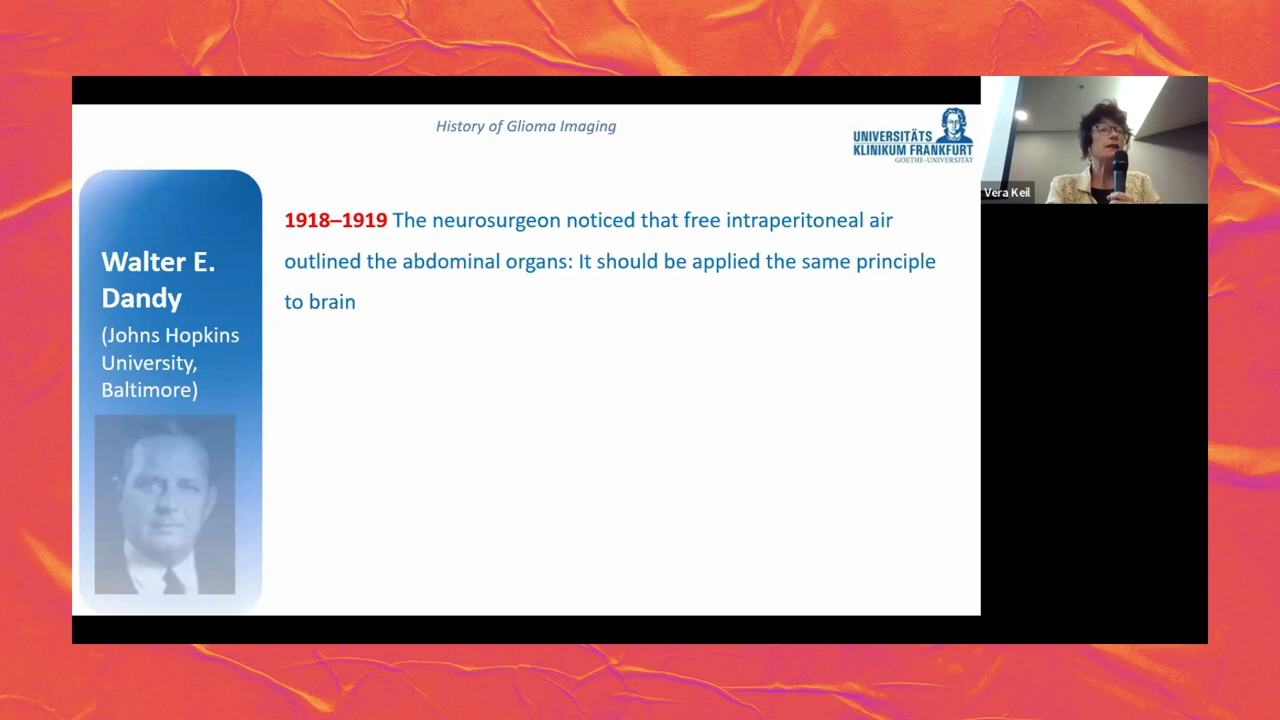 History of Glioma Imaging
UNIVERSITÄTS
KLINIKUM FRANKFURT
GOETHE-UNIVERSITÄT
Vera Keil
Walter E.
Dandy
(Johns Hopkins
University,
Baltimore)
1918–1919 The neurosurgeon noticed that free intraperitoneal air
outlined the abdominal organs: It should be applied the same principle
to brain